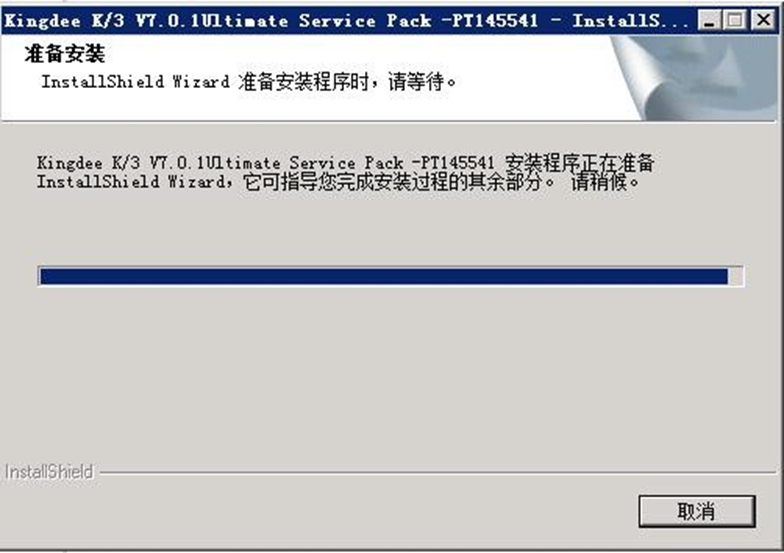 Kingdee K/3 V7.0.1Ultimate Service Pack -PT145541 - InstallS...
准备安装
InstallShield Wizard 准备安装程序时，请等待。
Kingdee K/3 V7.0.1Ultimate Service Pack -PT145541 安装程序正在准备
InstallShield Wizard，它可指导您完成安装过程的其余部分。 请稍候。
InstallShield
取消